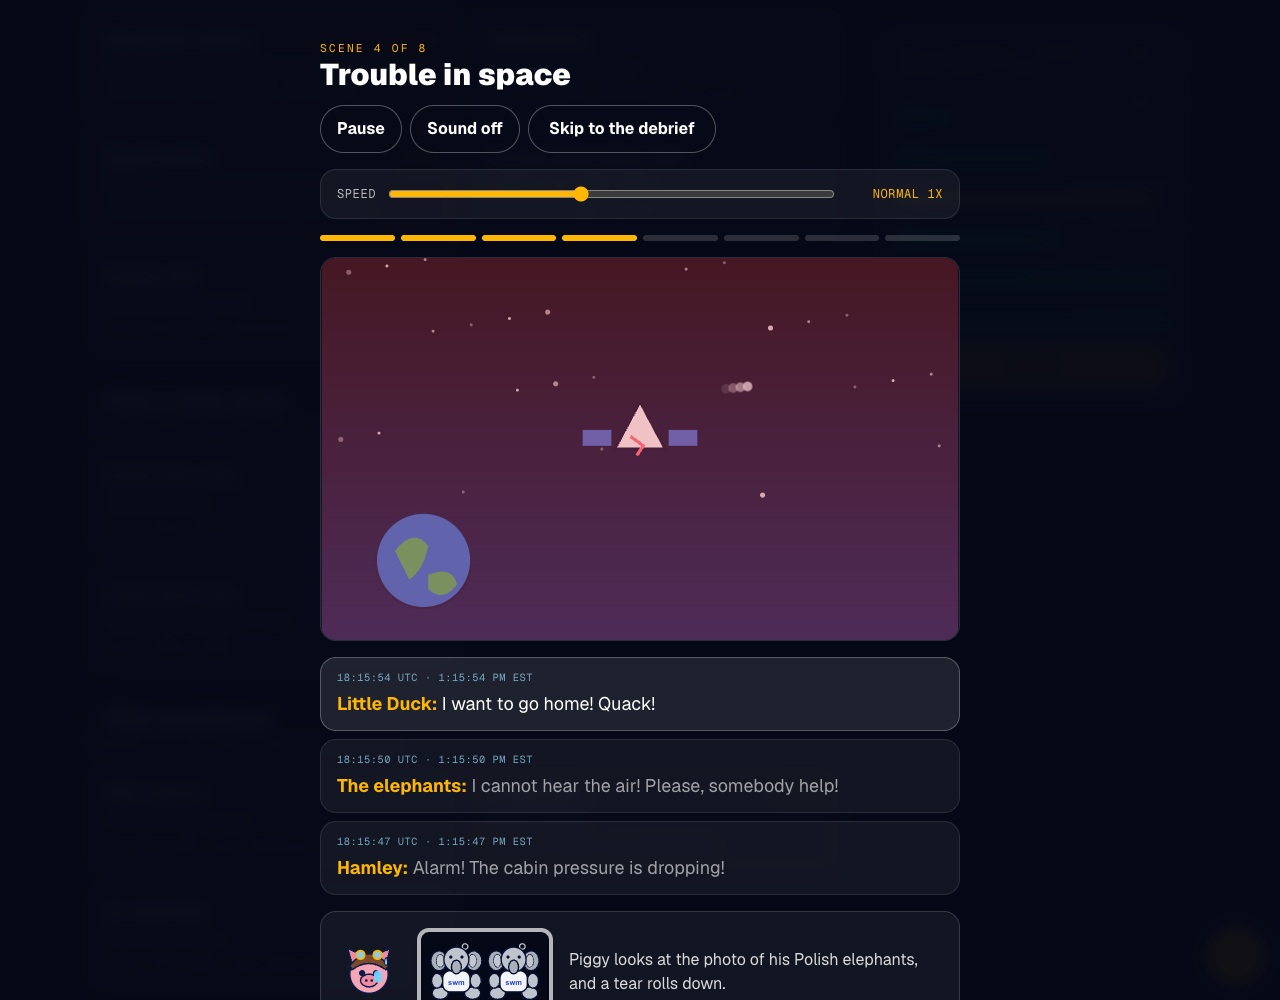 SCENE 4 OF 8
Trouble in space
Pause
Sound off
Skip to the debrief
SPEED
NORMAL 1X
18:15:54 UTC · 1:15:54 PM EST
Little Duck: I want to go home! Quack!
18:15:50 UTC · 1:15:50 PM EST
The elephants: I cannot hear the air! Please, somebody help!
18:15:47 UTC · 1:15:47 PM EST
Hamley: Alarm! The cabin pressure is dropping!
swm swm
Piggy looks at the photo of his Polish elephants,
and a tear rolls down.